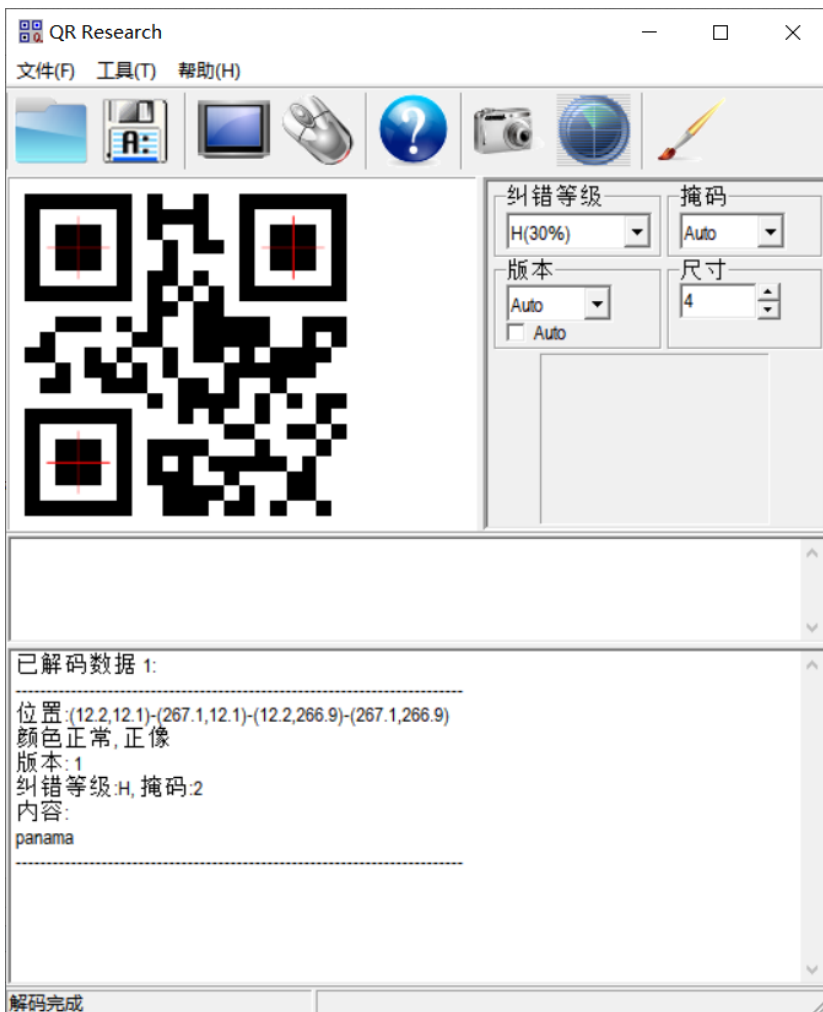 QR Research
文件(F) 工具(T) 帮助(H)
A:
纠错等级 掩码
H(30%) Auto
版本 尺寸
Auto 4
Auto
已解码数据 1:
---------------------------------------------------------------------------
位置:(12.2,12.1)-(267.1,12.1)-(12.2,266.9)-(267.1,266.9)
颜色正常, 正像
版本: 1
纠错等级:H, 掩码:2
内容:
panama
---------------------------------------------------------------------------
解码完成